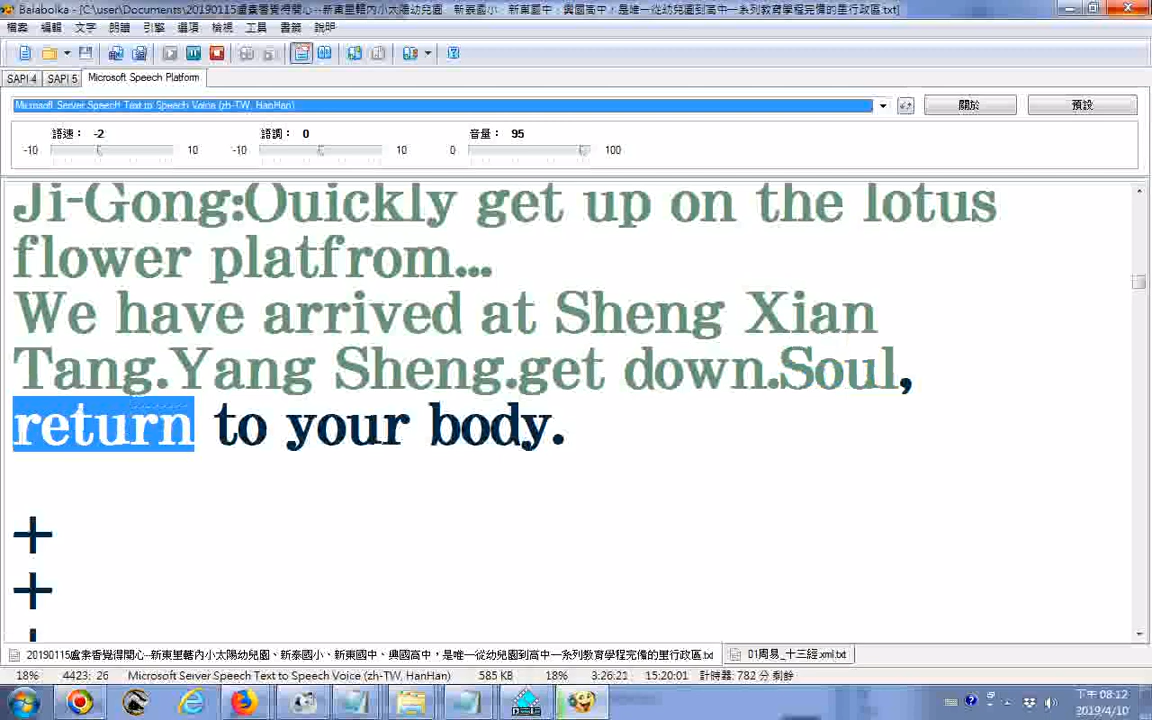 Balabolka - [C:\user\Documents\20190115盧素香覺得開心--新東里轄內小太陽幼兒園、新泰國小、新東國中、興國高中，是唯一從幼兒園到高中一系列教育學程完備的里行政區.txt]
檔案 編輯 文字 朗讀 引擎 選項 檢視 工具 書籤 說明
SAPI 4 SAPI 5 Microsoft Speech Platform
Microsoft Server Speech Text to Speech Voice (zh-TW, HanHan)
關於 預設
語速： -2 語調： 0 音量： 95
-10 10 -10 10 0 100
Ji-Gong:Quickly get up on the lotus
flower platfrom...
We have arrived at Sheng Xian
Tang.Yang Sheng.get down.Soul,
return to your body.
+
+
20190115盧素香覺得開心--新東里轄內小太陽幼兒園、新泰國小、新東國中、興國高中，是唯一從幼兒園到高中一系列教育學程完備的里行政區.txt 01周易_十三經.xml.txt
18% 4423: 26 Microsoft Server Speech Text to Speech Voice (zh-TW, HanHan) 585 KB 18% 3:26:21 15:20:01 計時器: 782 分 剩餘
下午 08:12
2019/4/10